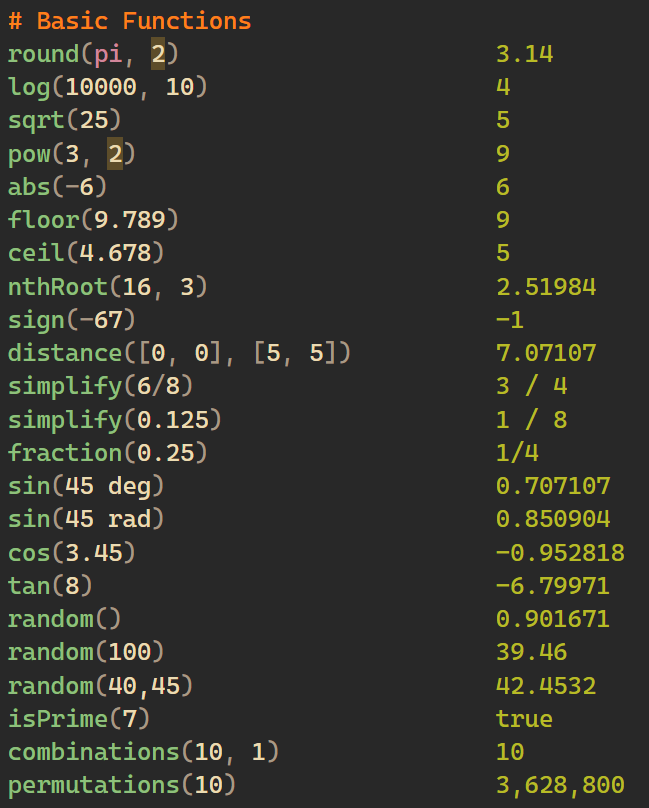 # Basic Functions
round(pi, 2) 3.14
log(10000, 10) 4
sqrt(25) 5
pow(3, 2) 9
abs(-6) 6
floor(9.789) 9
ceil(4.678) 5
nthRoot(16, 3) 2.51984
sign(-67) -1
distance([0, 0], [5, 5]) 7.07107
simplify(6/8) 3 / 4
simplify(0.125) 1 / 8
fraction(0.25) 1/4
sin(45 deg) 0.707107
sin(45 rad) 0.850904
cos(3.45) -0.952818
tan(8) -6.79971
random() 0.901671
random(100) 39.46
random(40,45) 42.4532
isPrime(7) true
combinations(10, 1) 10
permutations(10) 3,628,800